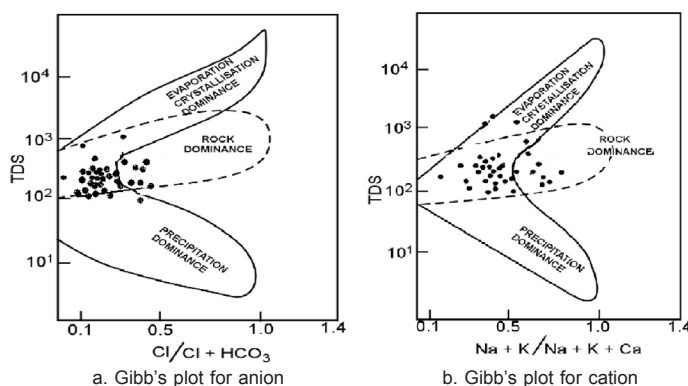 TDS
10⁴
10³
10²
10¹
EVAPORATION
CRYSTALLISATION
DOMINANCE
ROCK
DOMINANCE
PRECIPITATION
DOMINANCE
0.1
0.5
1.0
1.4
Cl/Cl + HCO₃
a. Gibb's plot for anion
TDS
10⁴
10³
10²
10¹
EVAPORATION
CRYSTALLISATION
DOMINANCE
ROCK
DOMINANCE
PRECIPITATION
DOMINANCE
0.1
0.5
1.0
1.4
Na + K/Na + K + Ca
b. Gibb's plot for cation